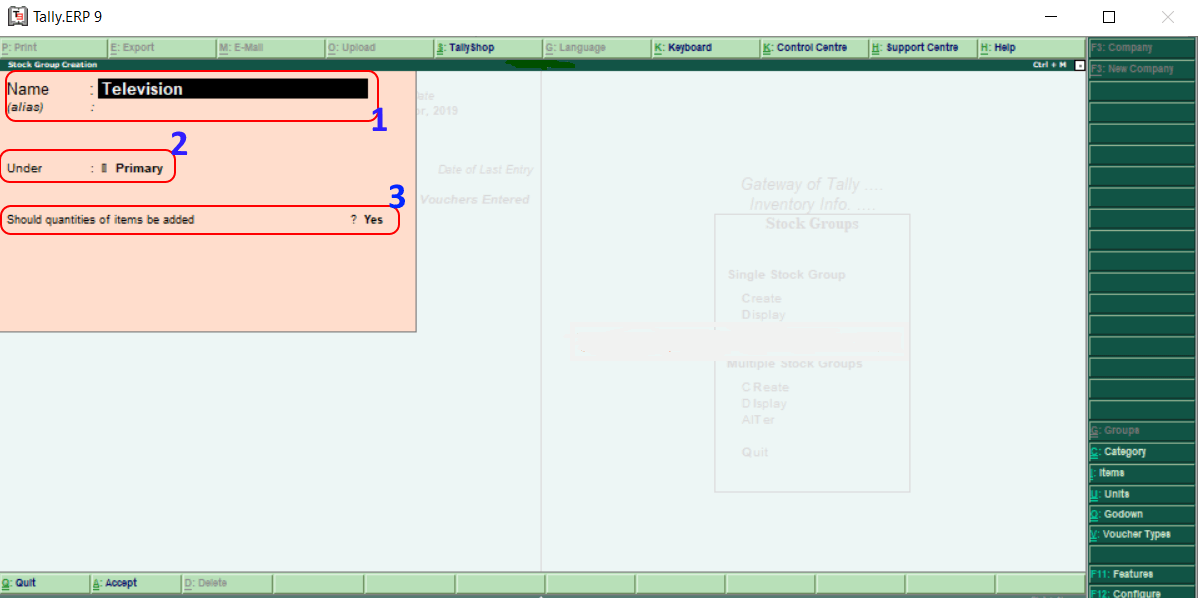 Tally.ERP 9
P: Print E: Export M: E-Mail O: Upload S: TallyShop G: Language K: Keyboard K: Control Centre H: Support Centre H: Help
F3: Company
Stock Group Creation Ctrl + M
F3: New Company
Name : Television
(alias) :
1
2
Under : Primary
3
Should quantities of items be added ? Yes
2019
Date of Last Entry
Vouchers Entered
Gateway of Tally ....
Inventory Info. ....
Stock Groups
Single Stock Group
Create
Display
Multiple Stock Groups
CReate
DIsplay
AlTer
Quit
G: Groups
C: Category
I: Items
U: Units
O: Godown
V: Voucher Types
F11: Features
F12: Configure
Q: Quit A: Accept D: Delete